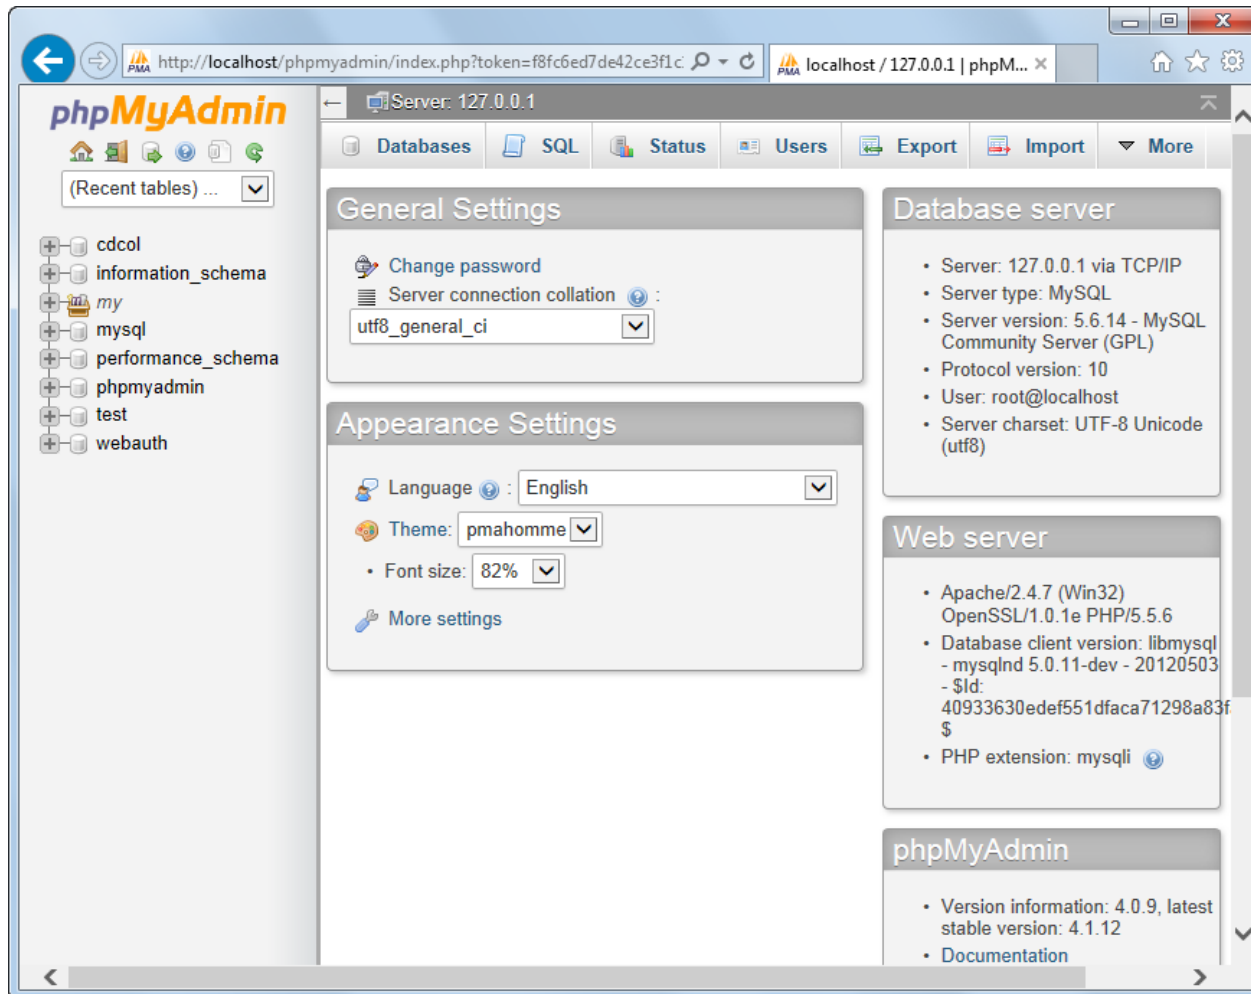 http://localhost/phpmyadmin/index.php?token=f8fc6ed7de42ce3f1c
localhost / 127.0.0.1 | phpM...
phpMyAdmin
(Recent tables) ...
cdcol
information_schema
my
mysql
performance_schema
phpmyadmin
test
webauth
Server: 127.0.0.1
Databases
SQL
Status
Users
Export
Import
More
General Settings
Change password
Server connection collation :
utf8_general_ci
Appearance Settings
Language : English
Theme: pmahomme
• Font size: 82%
More settings
Database server
• Server: 127.0.0.1 via TCP/IP
• Server type: MySQL
• Server version: 5.6.14 - MySQL
Community Server (GPL)
• Protocol version: 10
• User: root@localhost
• Server charset: UTF-8 Unicode
(utf8)
Web server
• Apache/2.4.7 (Win32)
OpenSSL/1.0.1e PHP/5.5.6
• Database client version: libmysql
- mysqlnd 5.0.11-dev - 20120503
- $Id:
40933630edef551dfaca71298a83f
$
• PHP extension: mysqli
phpMyAdmin
• Version information: 4.0.9, latest
stable version: 4.1.12
• Documentation